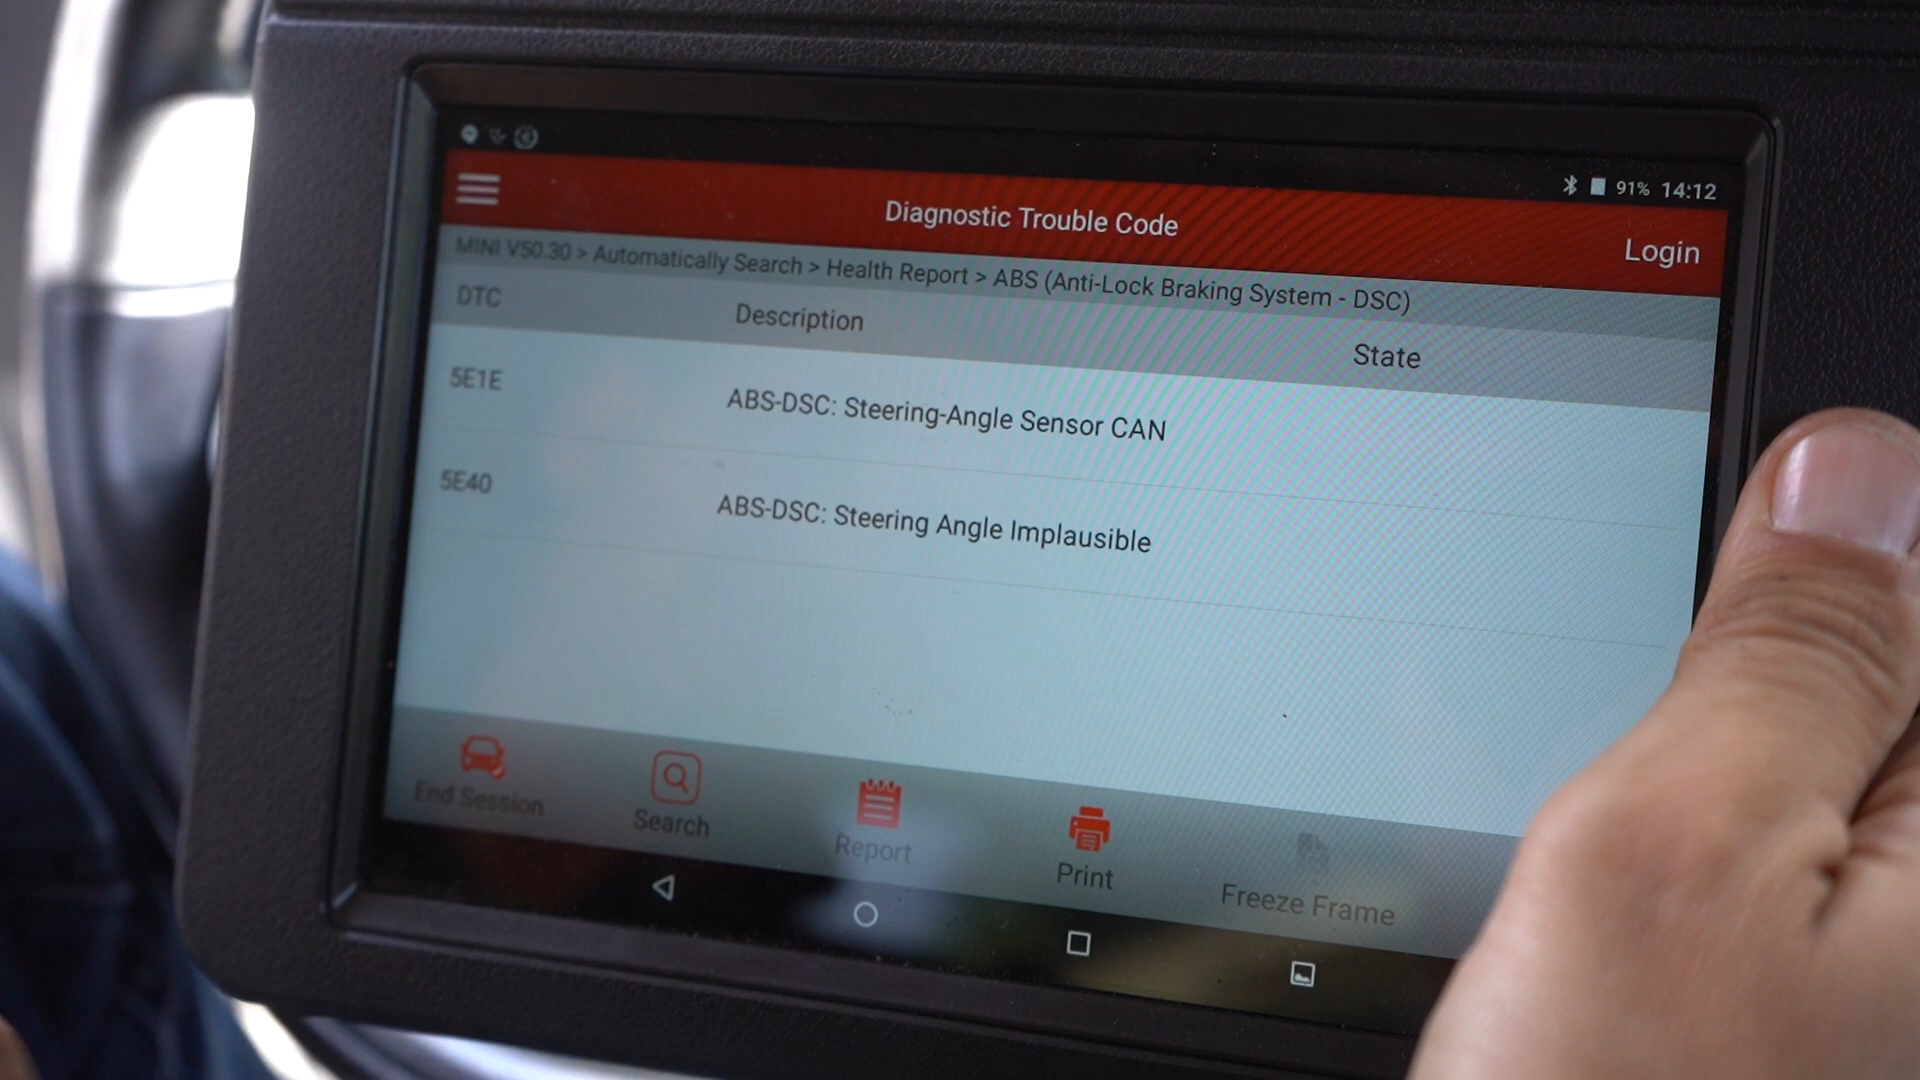 91% 14:12
Diagnostic Trouble Code
Login
MINI V50.30 > Automatically Search > Health Report > ABS (Anti-Lock Braking System - DSC)
DTC Description State
5E1E ABS-DSC: Steering-Angle Sensor CAN
5E40 ABS-DSC: Steering Angle Implausible
End Session Search Report Print Freeze Frame